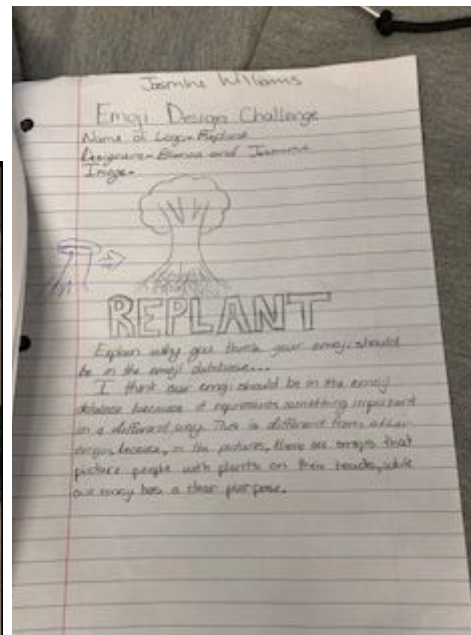 Jasmine Williams
Emoji Design Challenge
Name of Logo- Replant
Designers- Bianca and Jasmine
Image-
REPLANT
Explain why you think your emoji should
be in the emoji database...
I think our emoji should be in the emoji
database because it represents something important
in a different way. This is different from other
emojis because, in the pictures, there are emojis that
picture people with plants on their heads, while
our emoji has a clear purpose.